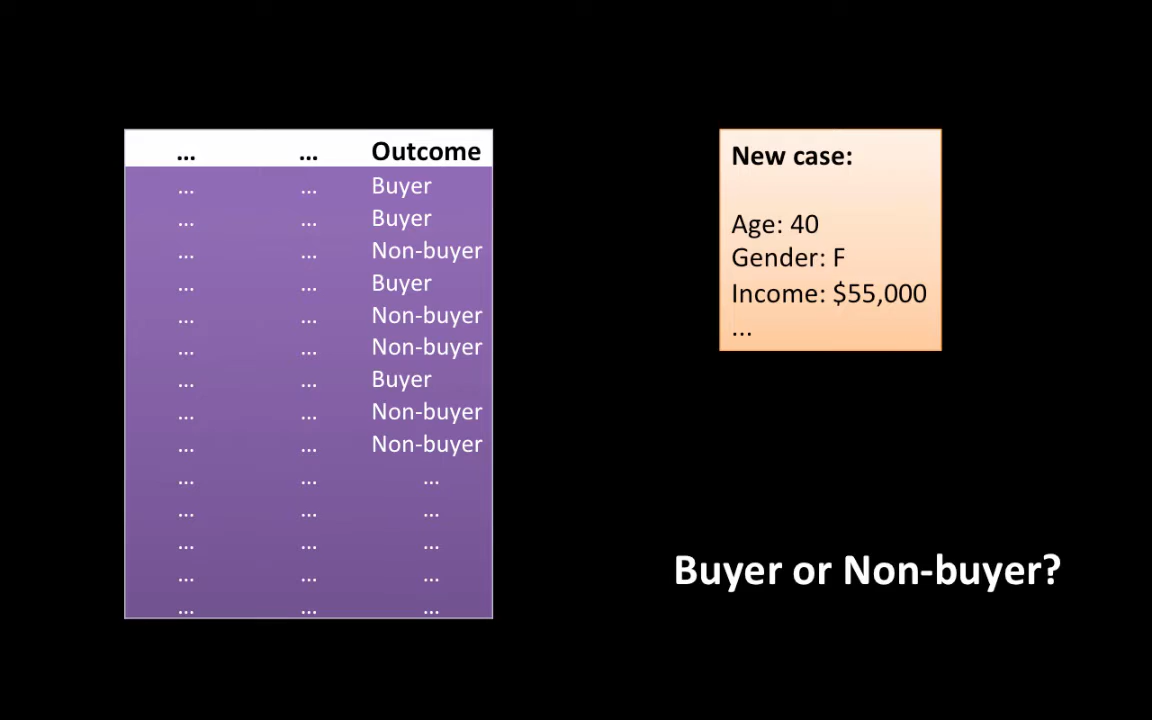 ... ... Outcome
... ... Buyer
... ... Buyer
... ... Non-buyer
... ... Buyer
... ... Non-buyer
... ... Non-buyer
... ... Buyer
... ... Non-buyer
... ... Non-buyer
... ... ...
... ... ...
... ... ...
... ... ...
... ... ...
New case:
Age: 40
Gender: F
Income: $55,000
...
Buyer or Non-buyer?